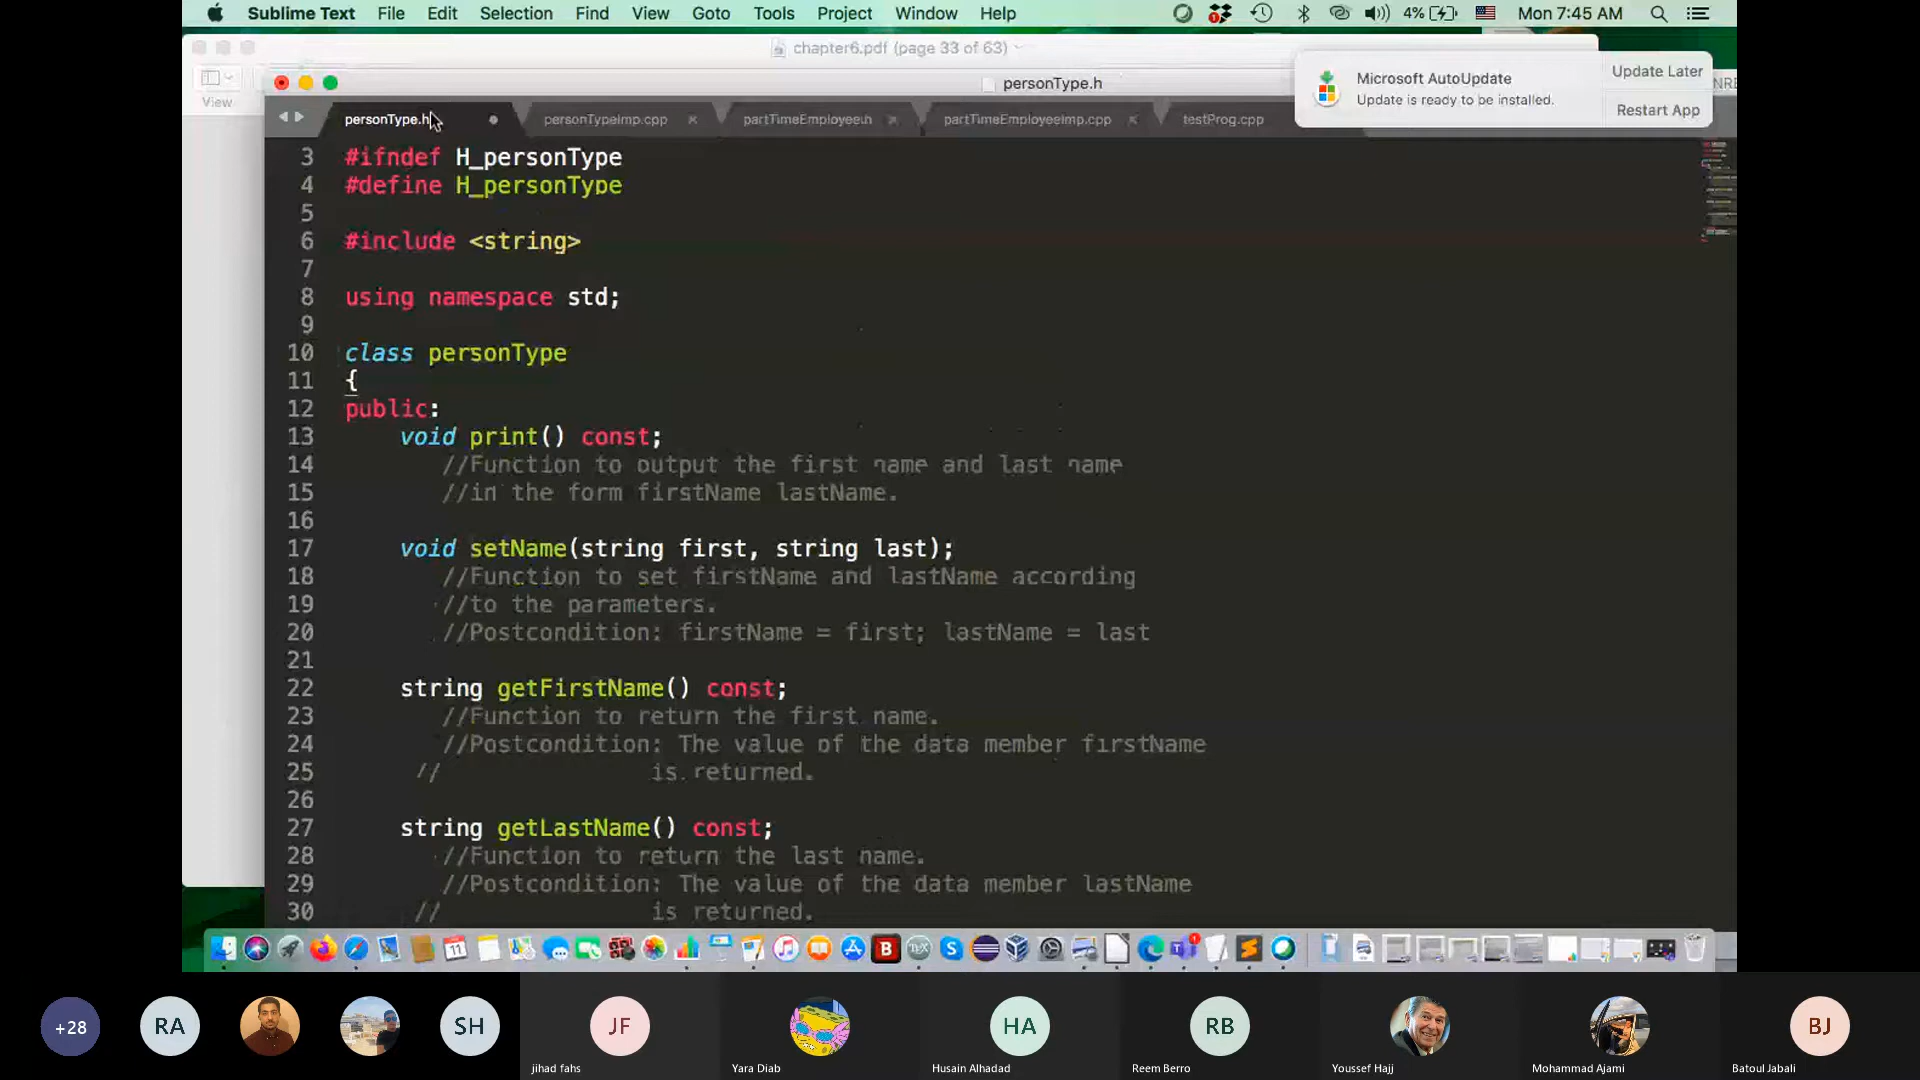 Sublime Text File Edit Selection Find View Goto Tools Project Window Help 4% Mon 7:45 AM
chapter6.pdf (page 33 of 63)
View
personType.h
Microsoft AutoUpdate
Update is ready to be installed.
Update Later
Restart App
personType.h personTypeImp.cpp partTimeEmployee.h partTimeEmployeeImp.cpp testProg.cpp
3 #ifndef H_personType
4 #define H_personType
5
6 #include <string>
7
8 using namespace std;
9
10 class personType
11 {
12 public:
13 void print() const;
14 //Function to output the first name and last name
15 //in the form firstName lastName.
16
17 void setName(string first, string last);
18 //Function to set firstName and lastName according
19 //to the parameters.
20 //Postcondition: firstName = first; lastName = last
21
22 string getFirstName() const;
23 //Function to return the first name.
24 //Postcondition: The value of the data member firstName
25 // is returned.
26
27 string getLastName() const;
28 //Function to return the last name.
29 //Postcondition: The value of the data member lastName
30 // is returned.
+28 RA SH JF HA RB BJ
jihad fahs Yara Diab Husain Alhadad Reem Berro Youssef Hajj Mohammad Ajami Batoul Jabali